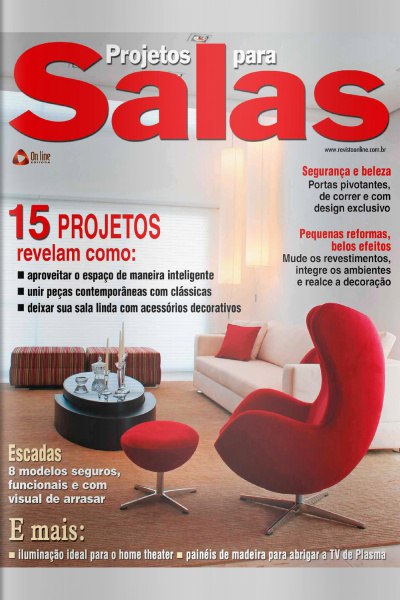 Projetos para
Salas
On line
EDITORA
www.revistaonline.com.br
Segurança e beleza
Portas pivotantes,
de correr e com
design exclusivo
15 PROJETOS
revelam como:
■ aproveitar o espaço de maneira inteligente
■ unir peças contemporâneas com clássicas
■ deixar sua sala linda com acessórios decorativos
Pequenas reformas,
belos efeitos
Mude os revestimentos,
integre os ambientes
e realce a decoração
Escadas
8 modelos seguros,
funcionais e com
visual de arrasar
E mais:
■ iluminação ideal para o home theater ■ painéis de madeira para abrigar a TV de Plasma